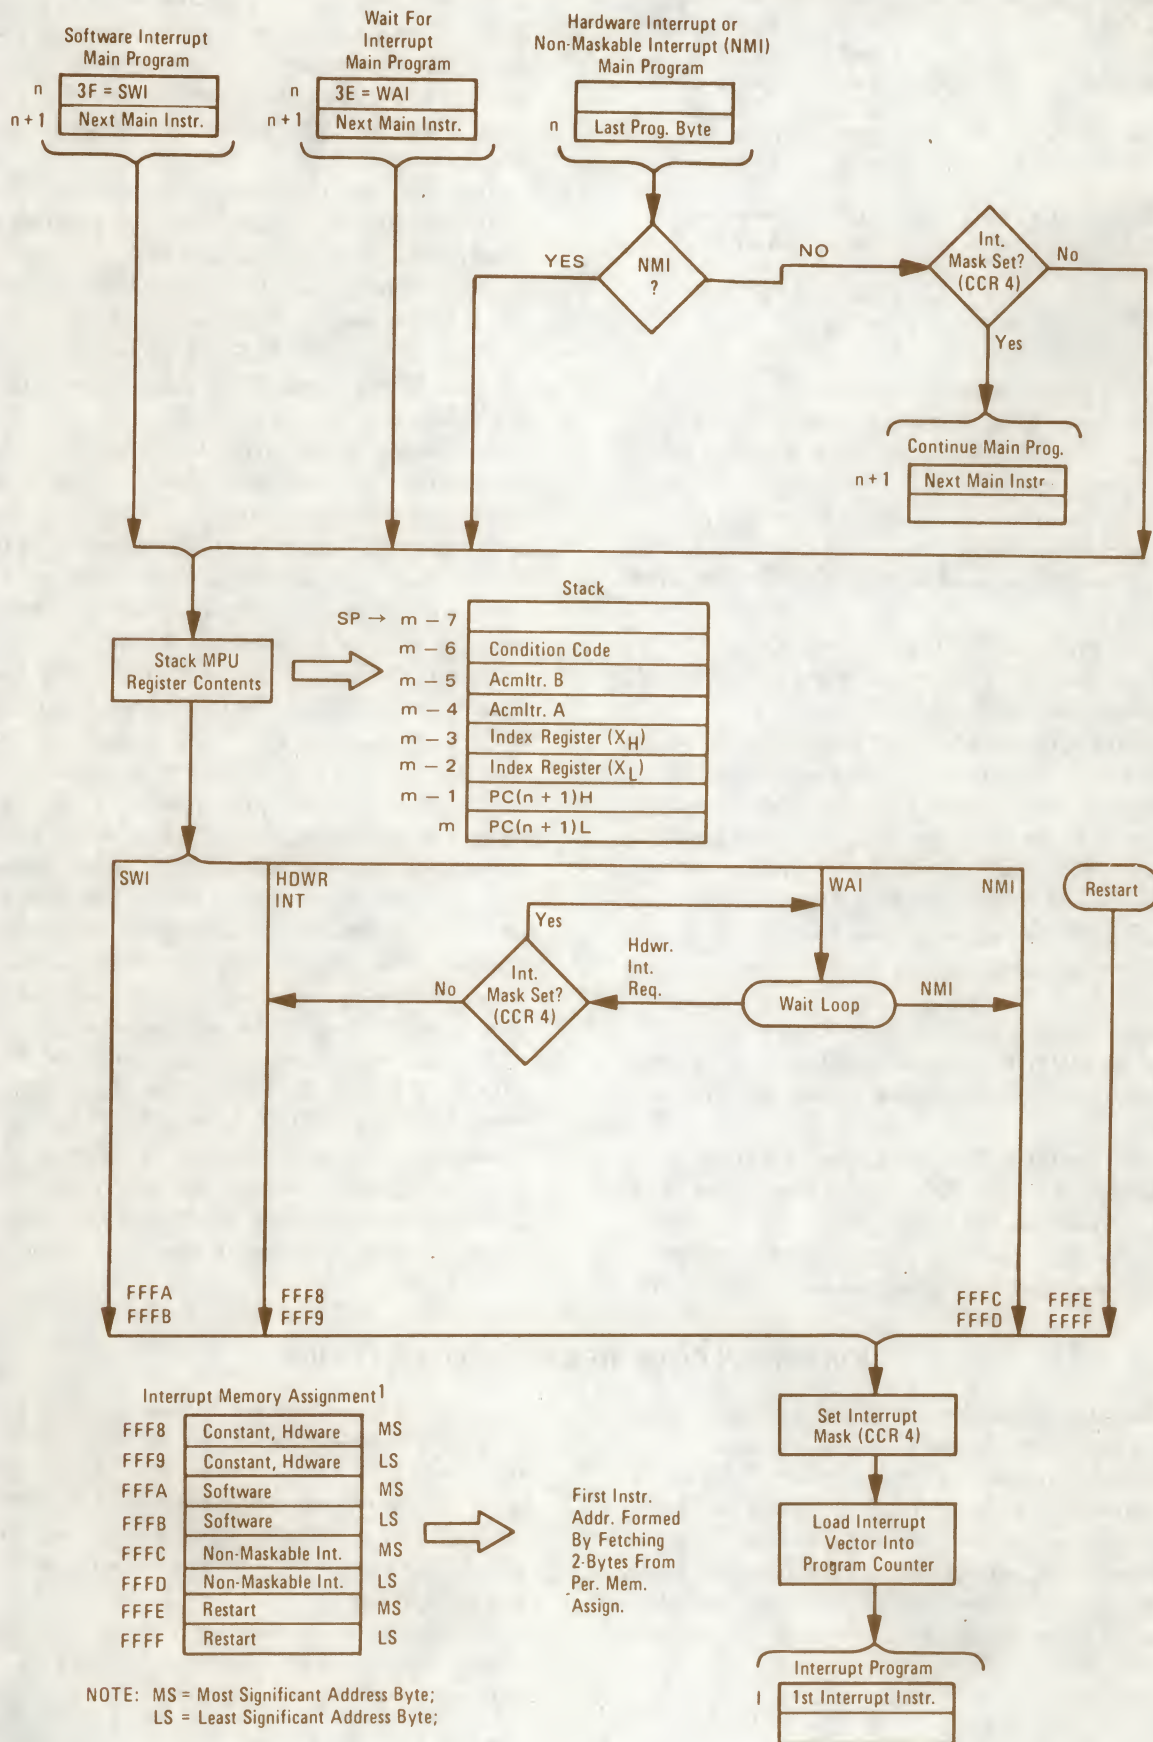 Software Interrupt
Main Program
n 3F = SWI
n + 1 Next Main Instr.
Wait For
Interrupt
Main Program
n 3E = WAI
n + 1 Next Main Instr.
Hardware Interrupt or
Non-Maskable Interrupt (NMI)
Main Program
n Last Prog. Byte
YES
NMI
?
NO
Int.
Mask Set?
(CCR 4)
No
Yes
Continue Main Prog.
n + 1 Next Main Instr.
Stack MPU
Register Contents
Stack
SP → m – 7
m – 6 Condition Code
m – 5 Acmltr. B
m – 4 Acmltr. A
m – 3 Index Register (XH)
m – 2 Index Register (XL)
m – 1 PC(n + 1)H
m PC(n + 1)L
SWI
HDWR
INT
WAI
NMI
Restart
Yes
Int.
Mask Set?
(CCR 4)
No
Hdwr.
Int.
Req.
Wait Loop
NMI
FFFA
FFFB
FFF8
FFF9
FFFC
FFFD
FFFE
FFFF
Interrupt Memory Assignment1
FFF8 Constant, Hdware MS
FFF9 Constant, Hdware LS
FFFA Software MS
FFFB Software LS
FFFC Non-Maskable Int. MS
FFFD Non-Maskable Int. LS
FFFE Restart MS
FFFF Restart LS
NOTE: MS = Most Significant Address Byte;
LS = Least Significant Address Byte;
First Instr.
Addr. Formed
By Fetching
2-Bytes From
Per. Mem.
Assign.
Set Interrupt
Mask (CCR 4)
Load Interrupt
Vector Into
Program Counter
Interrupt Program
I 1st Interrupt Instr.